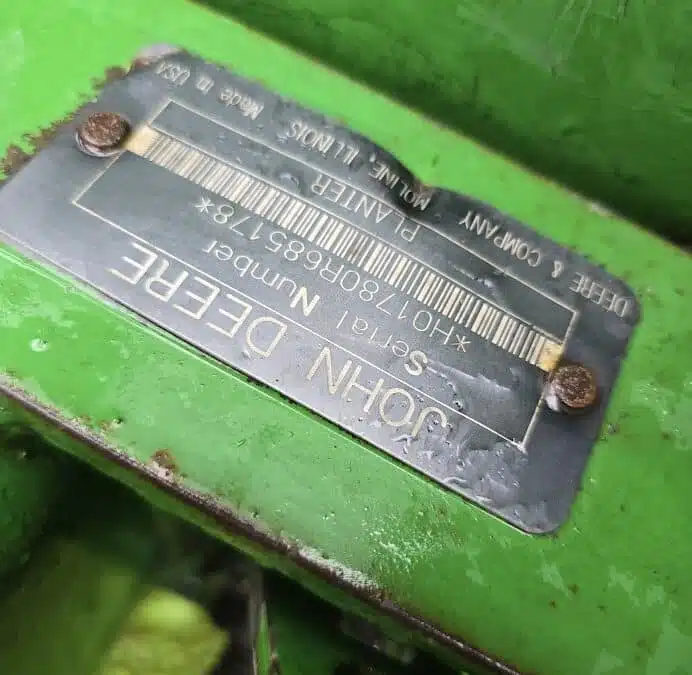 JOHN DEERE
Serial Number
*H01780R685178*
PLANTER
DEERE & COMPANY MOLINE, ILLINOIS Made in USA